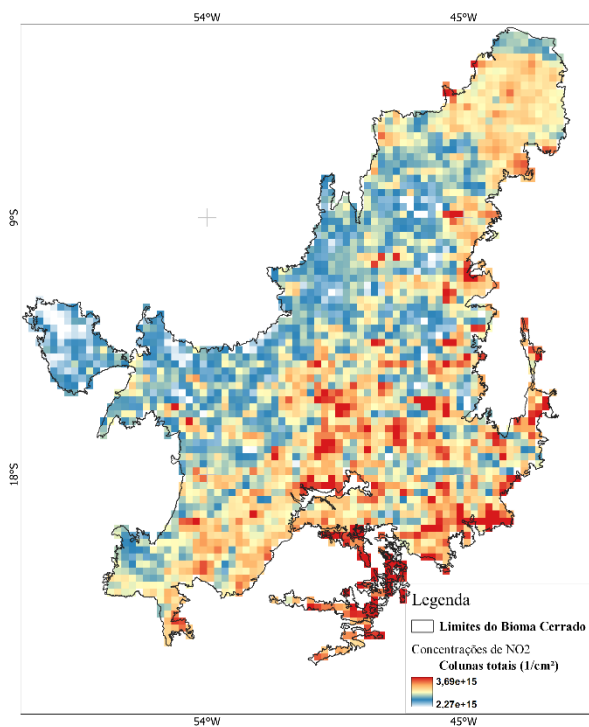 54°W 45°W
9°S
18°S
Legenda
Limites do Bioma Cerrado
Concentrações de NO2
Colunas totais (1/cm²)
3,69e+15
2.27e+15
54°W 45°W